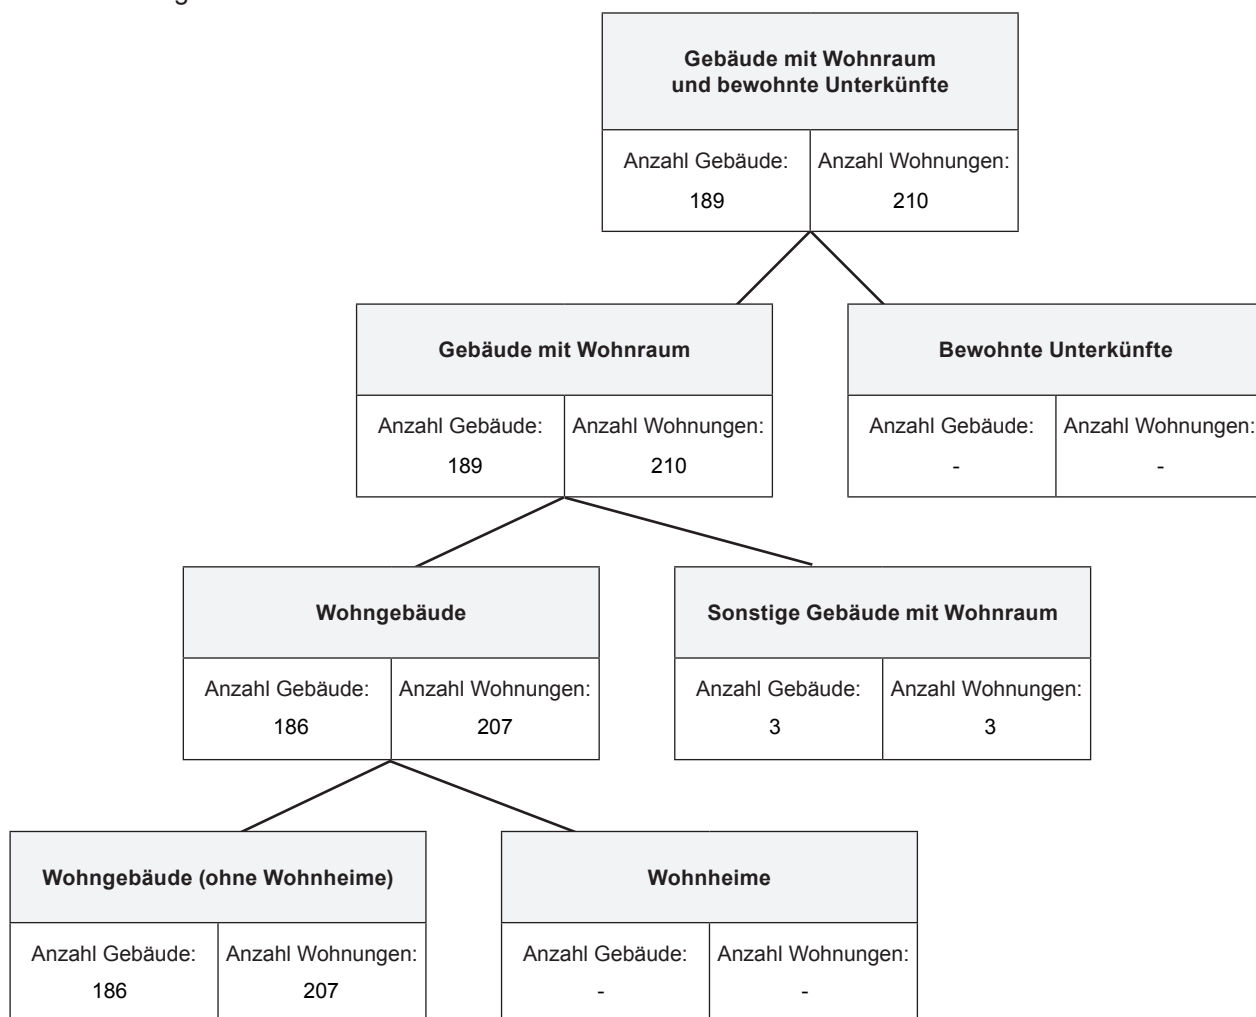 Gebäude mit Wohnraum
und bewohnte Unterkünfte
Anzahl Gebäude: Anzahl Wohnungen:
189 210
Gebäude mit Wohnraum
Anzahl Gebäude: Anzahl Wohnungen:
189 210
Bewohnte Unterkünfte
Anzahl Gebäude: Anzahl Wohnungen:
- -
Wohngebäude
Anzahl Gebäude: Anzahl Wohnungen:
186 207
Sonstige Gebäude mit Wohnraum
Anzahl Gebäude: Anzahl Wohnungen:
3 3
Wohngebäude (ohne Wohnheime)
Anzahl Gebäude: Anzahl Wohnungen:
186 207
Wohnheime
Anzahl Gebäude: Anzahl Wohnungen:
- -